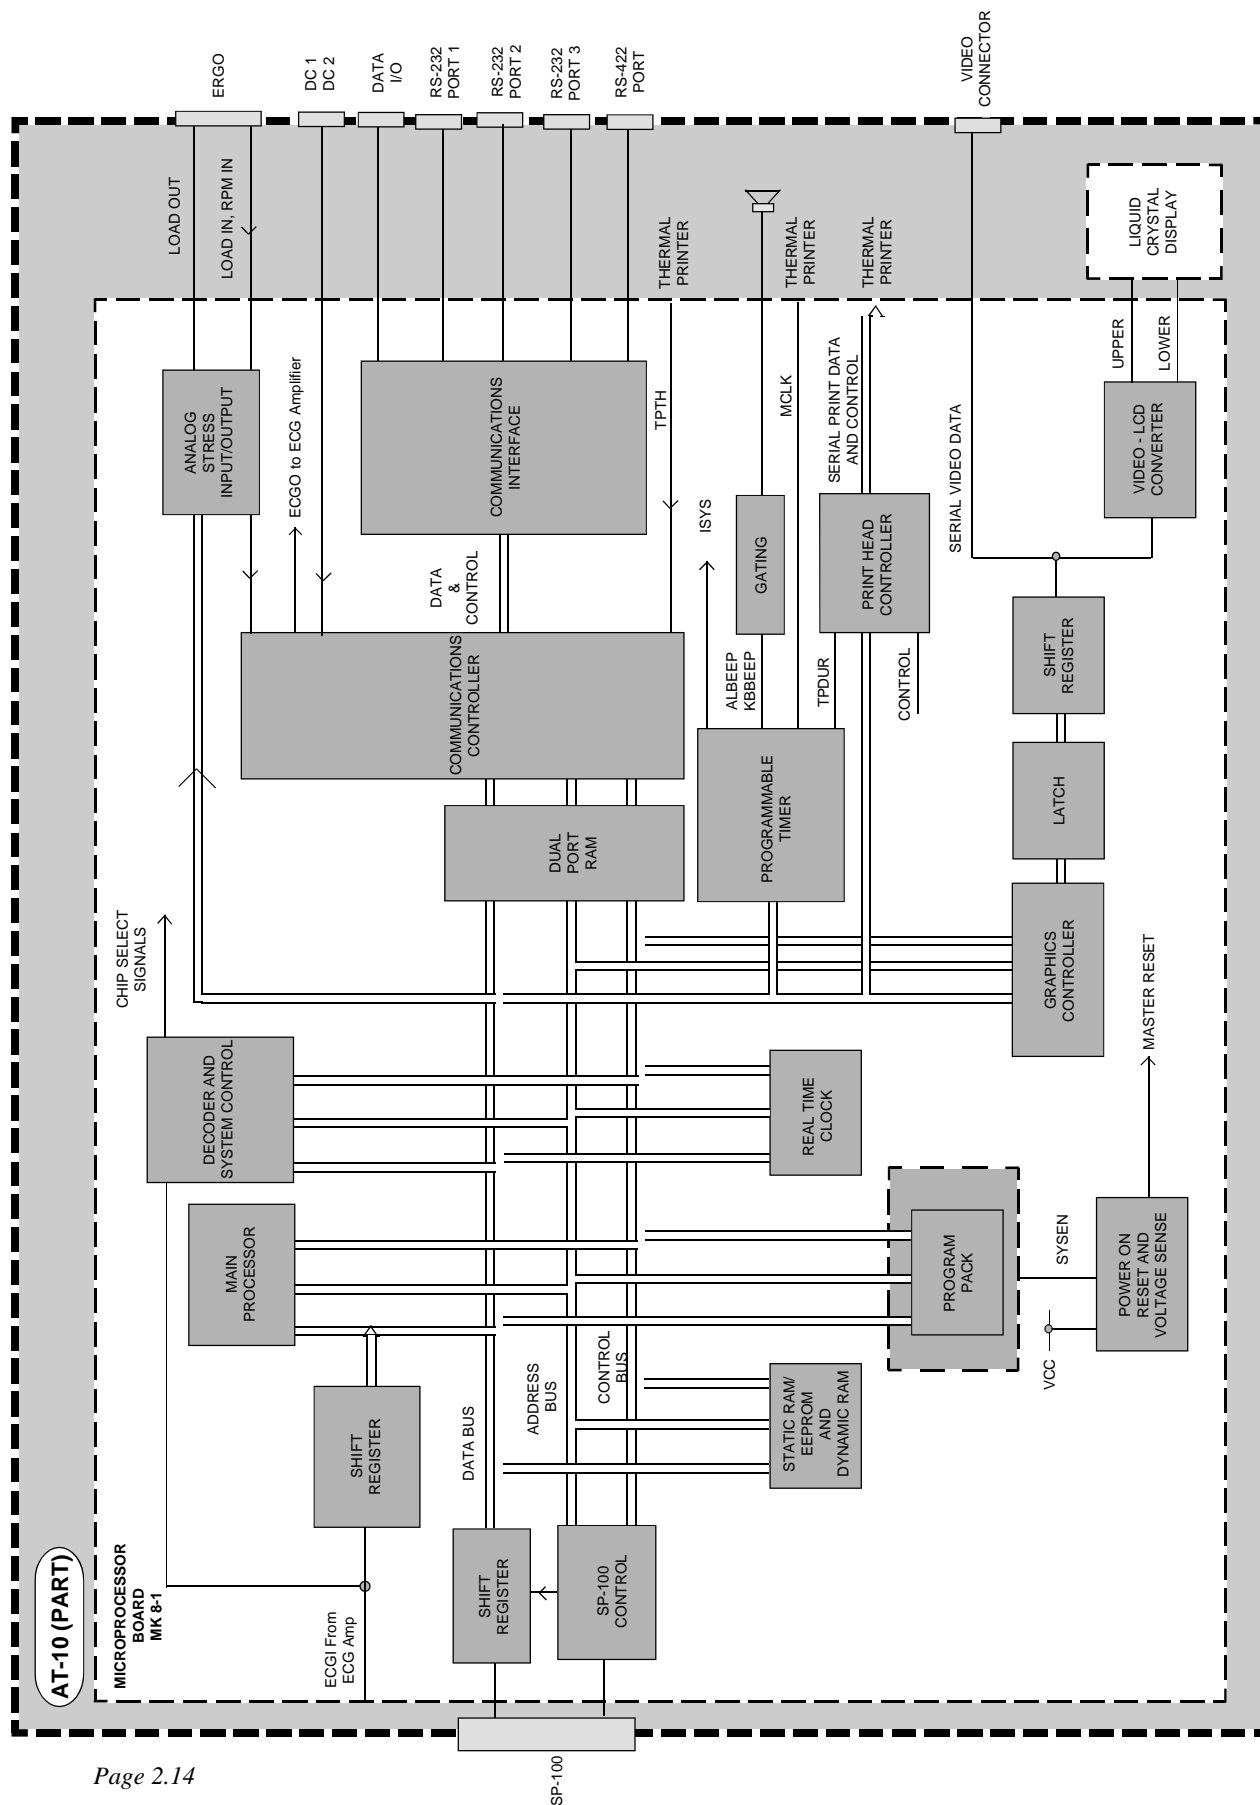 AT-10 (PART)
MICROPROCESSOR
BOARD
MK 8-1
ECGI From
ECG Amp
SHIFT
REGISTER
MAIN
PROCESSOR
DECODER AND
SYSTEM CONTROL
CHIP SELECT
SIGNALS
ANALOG
STRESS
INPUT/OUTPUT
LOAD OUT
LOAD IN, RPM IN
ERGO
ECGO to ECG Amplifier
DC 1
DC 2
DATA
I/O
RS-232
PORT 1
RS-232
PORT 2
RS-232
PORT 3
RS-422
PORT
COMMUNICATIONS
INTERFACE
DATA
&
CONTROL
COMMUNICATIONS
CONTROLLER
TPTH
THERMAL
PRINTER
DUAL
PORT
RAM
DATA BUS
ADDRESS
BUS
CONTROL
BUS
SHIFT
REGISTER
SP-100
CONTROL
SP-100
STATIC RAM/
EEPROM
AND
DYNAMIC RAM
PROGRAM
PACK
REAL TIME
CLOCK
PROGRAMMABLE
TIMER
ISYS
ALBEEP
KBBEEP
GATING
MCLK
THERMAL
PRINTER
TPDUR
CONTROL
PRINT HEAD
CONTROLLER
SERIAL PRINT DATA
AND CONTROL
THERMAL
PRINTER
VCC
SYSEN
POWER ON
RESET AND
VOLTAGE SENSE
MASTER RESET
GRAPHICS
CONTROLLER
LATCH
SHIFT
REGISTER
SERIAL VIDEO DATA
VIDEO
CONNECTOR
VIDEO - LCD
CONVERTER
UPPER
LOWER
LIQUID
CRYSTAL
DISPLAY
Page 2.14